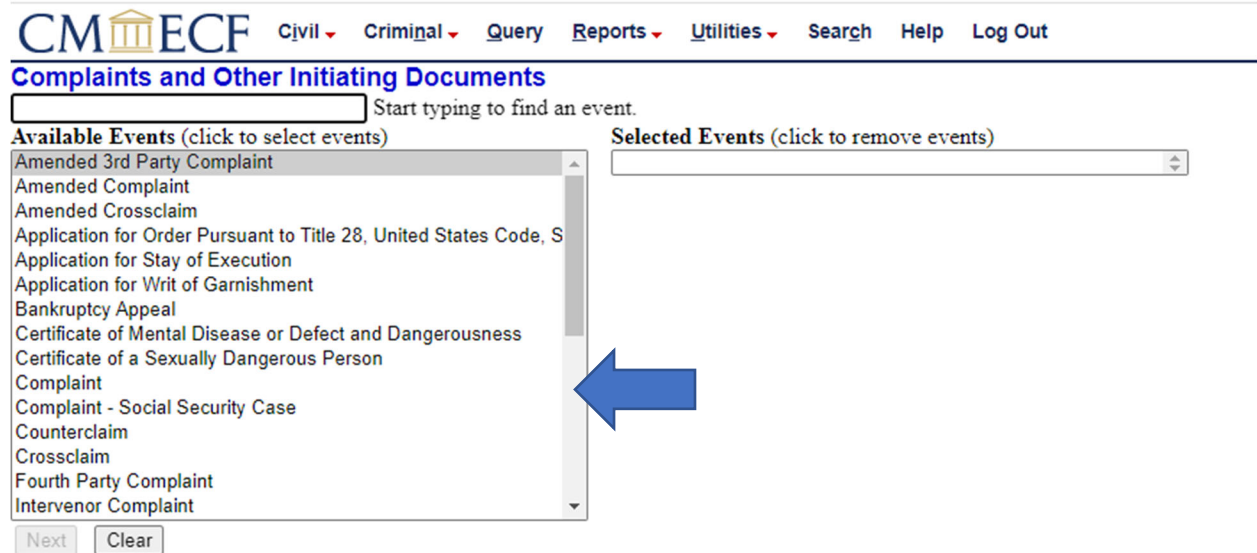 CM ECF Civil Criminal Query Reports Utilities Search Help Log Out
Complaints and Other Initiating Documents
Start typing to find an event.
Available Events (click to select events)
Selected Events (click to remove events)
Amended 3rd Party Complaint
Amended Complaint
Amended Crossclaim
Application for Order Pursuant to Title 28, United States Code, S
Application for Stay of Execution
Application for Writ of Garnishment
Bankruptcy Appeal
Certificate of Mental Disease or Defect and Dangerousness
Certificate of a Sexually Dangerous Person
Complaint
Complaint - Social Security Case
Counterclaim
Crossclaim
Fourth Party Complaint
Intervenor Complaint
Next Clear